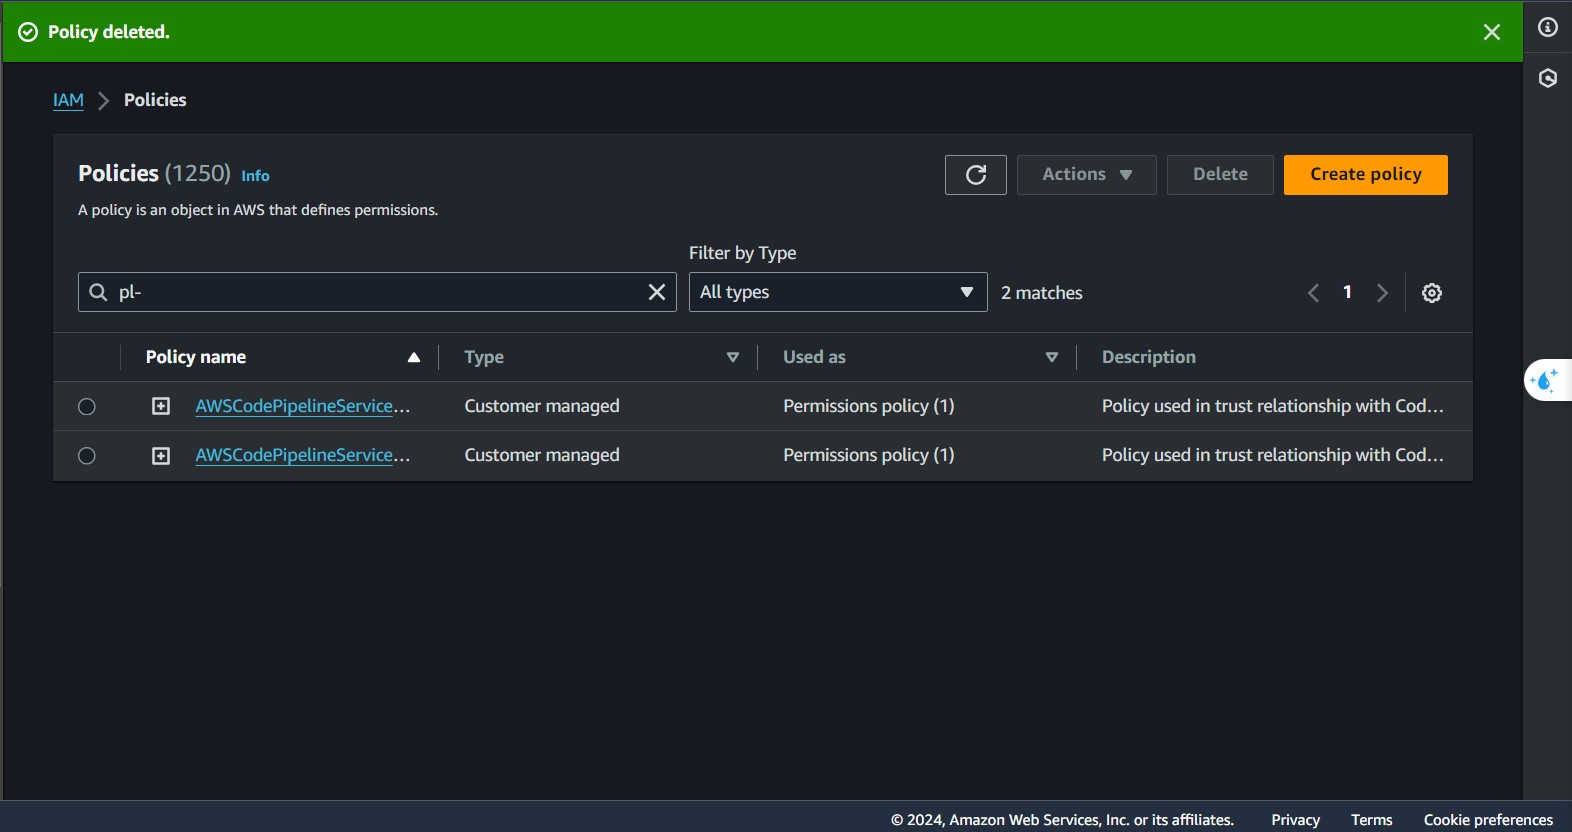 Policy deleted.
IAM Policies
Policies (1250) Info
Actions Delete Create policy
A policy is an object in AWS that defines permissions.
Filter by Type
pl- All types 2 matches 1
Policy name Type Used as Description
AWSCodePipelineService... Customer managed Permissions policy (1) Policy used in trust relationship with Cod...
AWSCodePipelineService... Customer managed Permissions policy (1) Policy used in trust relationship with Cod...
© 2024, Amazon Web Services, Inc. or its affiliates. Privacy Terms Cookie preferences